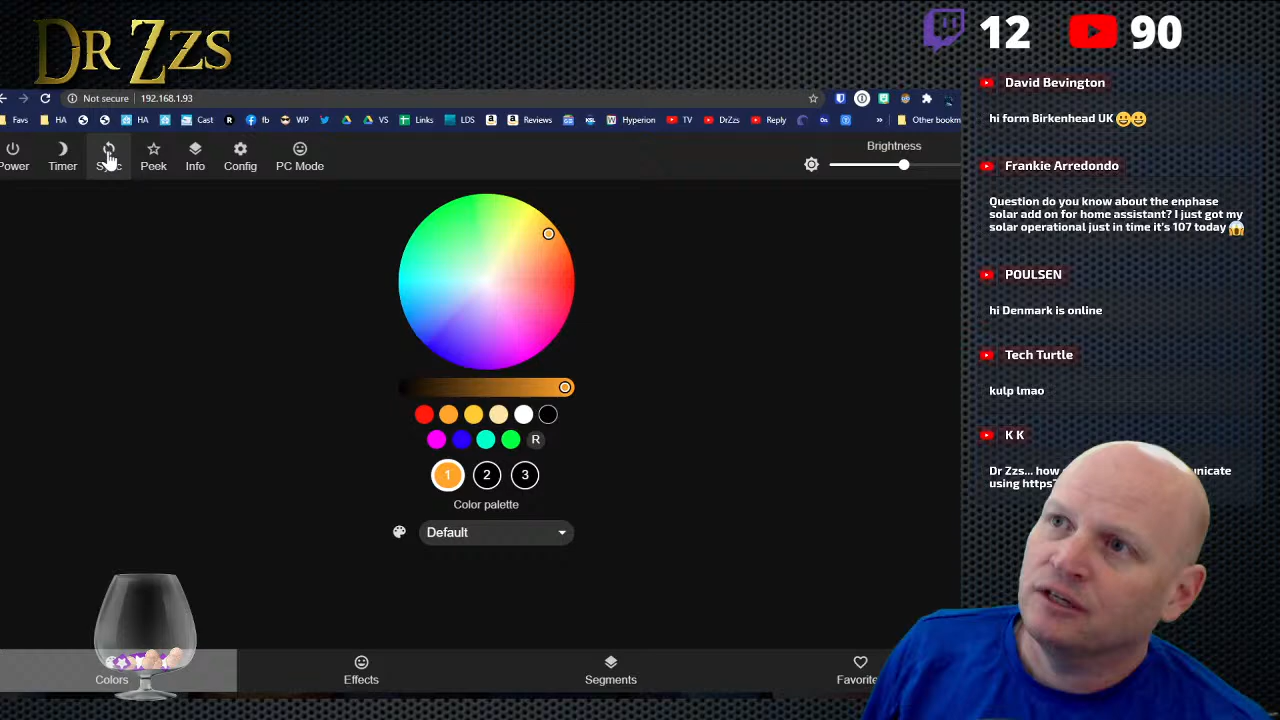 DR ZZS
12
90
Not secure
192.168.1.93
Favs
HA
HA
Cast
R
fb
WP
VS
Links
LDS
Reviews
Hyperion
TV
DrZzs
Reply
»
Other bookm
Power
Timer
Sync
Peek
Info
Config
PC Mode
Brightness
R
1
2
3
Color palette
Default
Colors
Effects
Segments
Favorite
David Bevington
hi form Birkenhead UK
Frankie Arredondo
Question do you know about the enphase
solar add on for home assistant? I just got my
solar operational just in time it's 107 today
POULSEN
hi Denmark is online
Tech Turtle
kulp lmao
K K
Dr Zzs... how
using https?